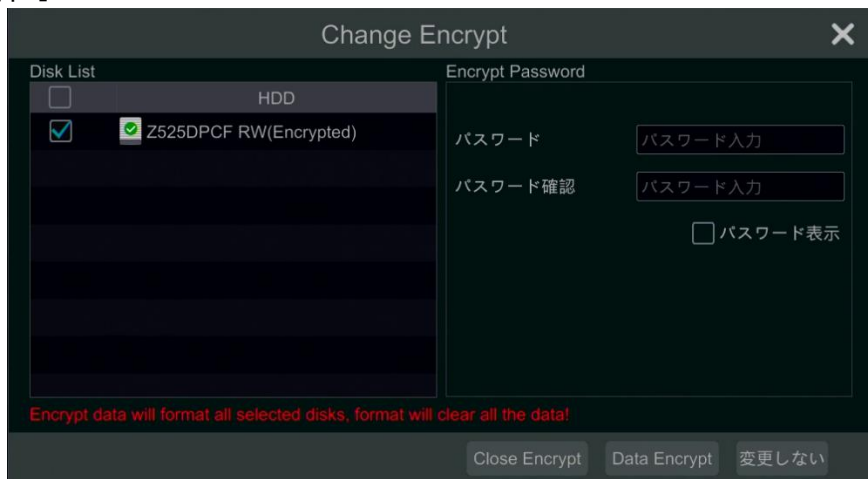 Change Encrypt
Disk List
HDD
Z525DPCF RW(Encrypted)
Encrypt Password
パスワード
パスワード入力
パスワード確認
パスワード入力
パスワード表示
Encrypt data will format all selected disks, format will clear all the data!
Close Encrypt
Data Encrypt
変更しない